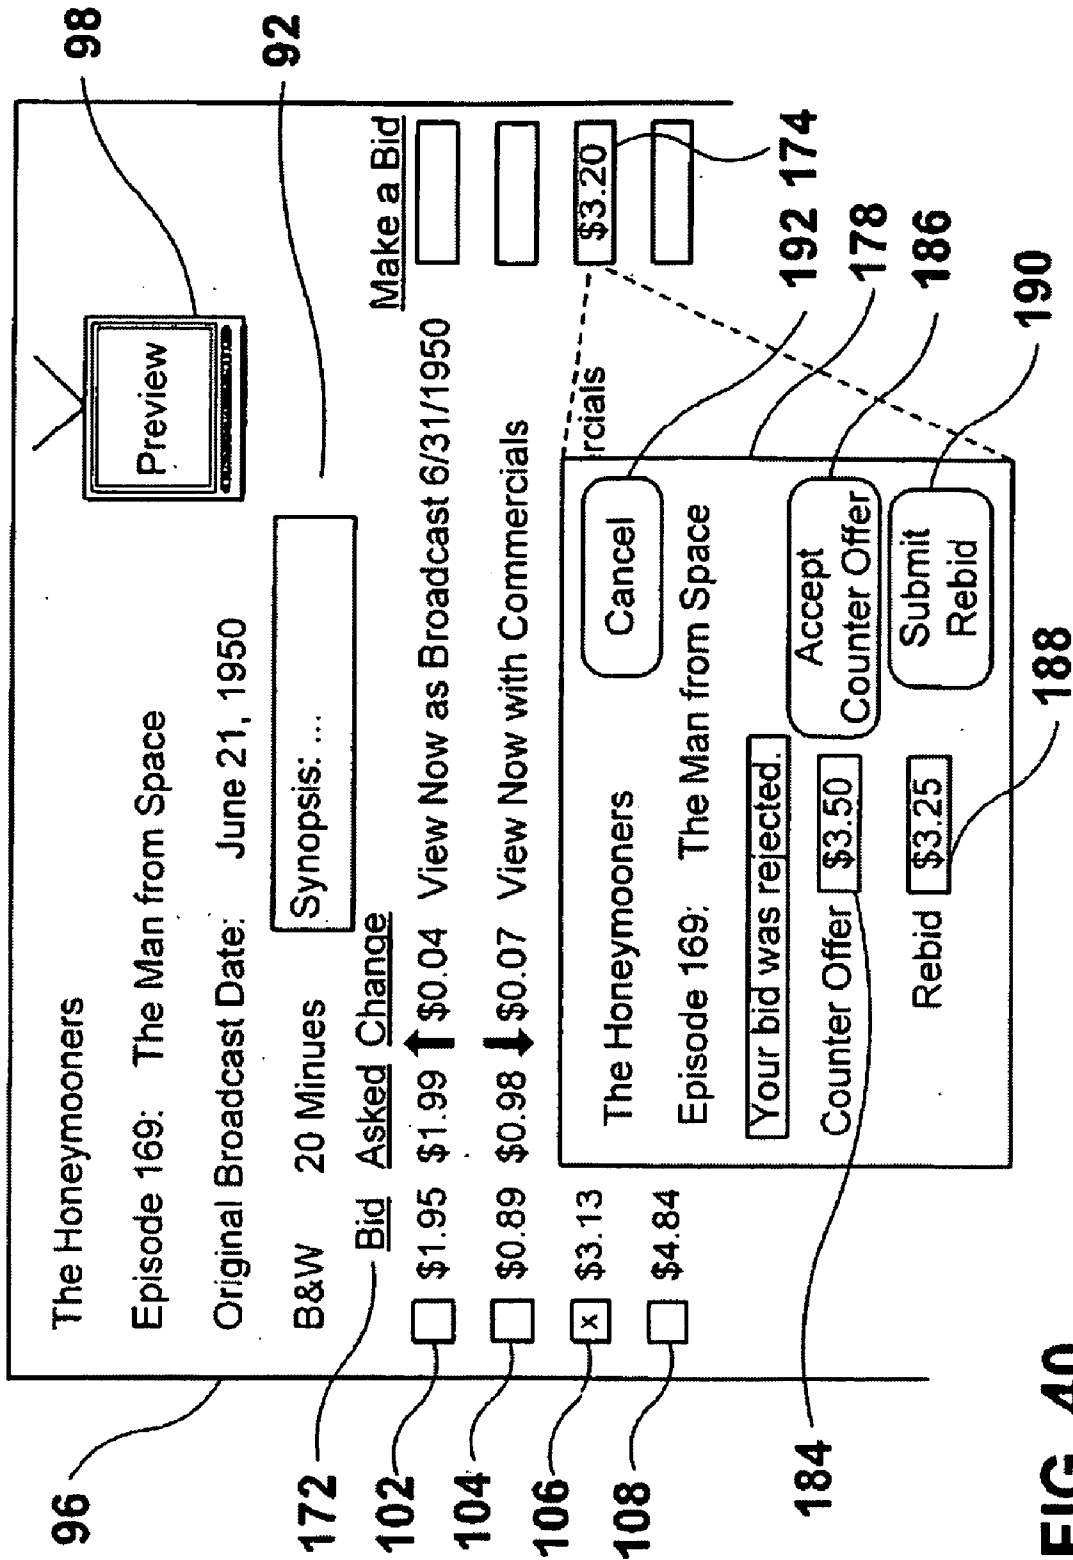 98
92
The Honeymooners
Episode 169: The Man from Space
Preview
Original Broadcast Date: June 21, 1950
B&W 20 Minues
Synopsis: ...
Bid Asked Change Make a Bid
$1.95 $1.99 $0.04 View Now as Broadcast 6/31/1950
$0.89 $0.98 $0.07 View Now with Commercials
x $3.13 rcials $3.20
$4.84
The Honeymooners
Cancel
Episode 169: The Man from Space
Your bid was rejected.
Counter Offer $3.50
Accept
Counter Offer
Rebid $3.25
Submit
Rebid
96
172
102
104
106
108
184
188
192 174
178
186
190
FIG. 40